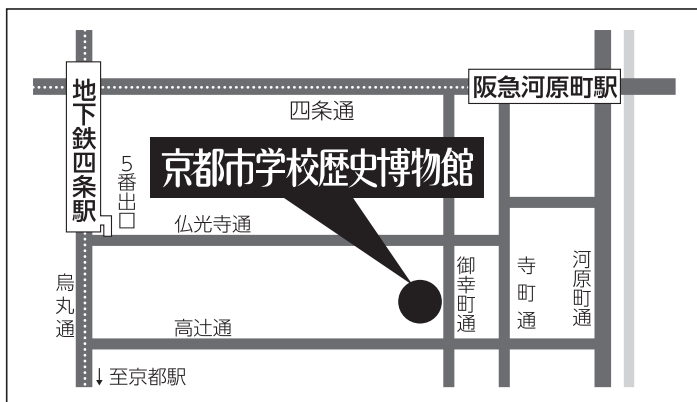 阪急河原町駅
地下鉄四条駅
四条通
5番出口
京都市学校歴史博物館
仏光寺通
御幸町通
寺町通
河原町通
烏丸通
高辻通
↓至京都駅